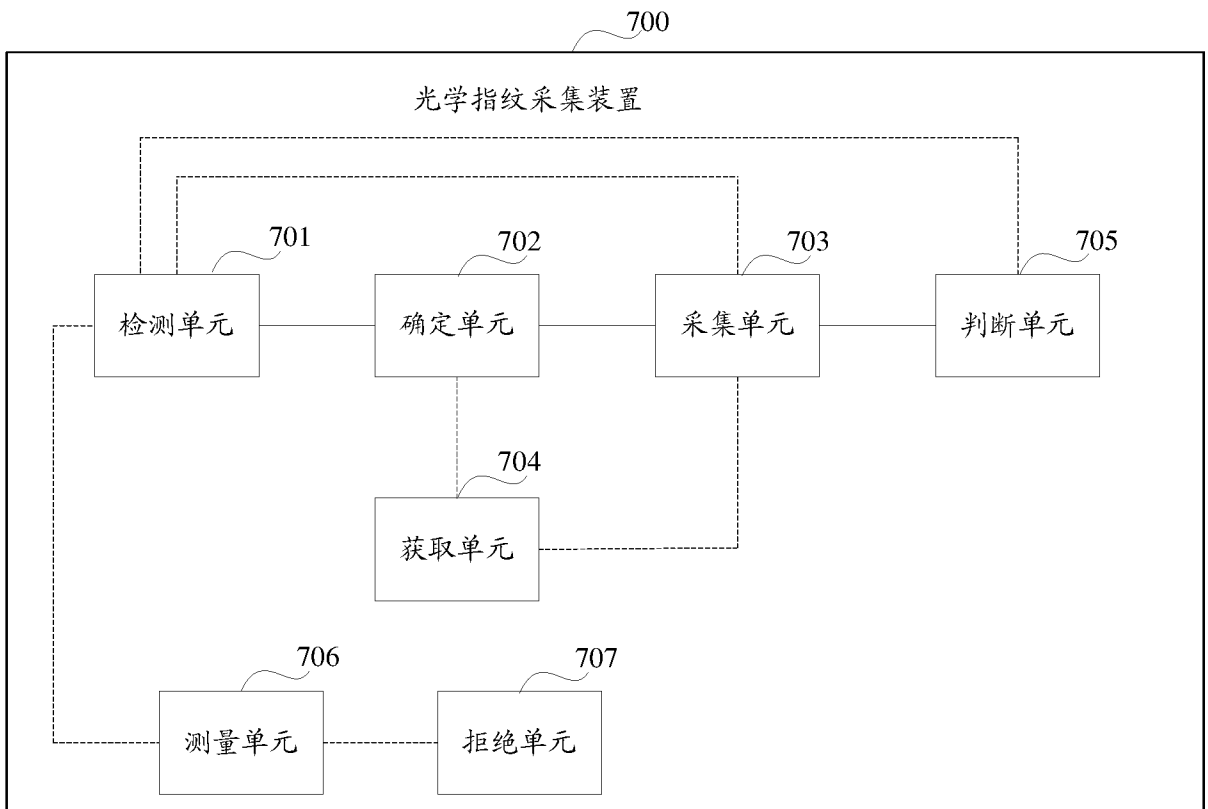 700
光学指纹采集装置
701
702
703
705
检测单元
确定单元
采集单元
判断单元
704
获取单元
706
707
测量单元
拒绝单元